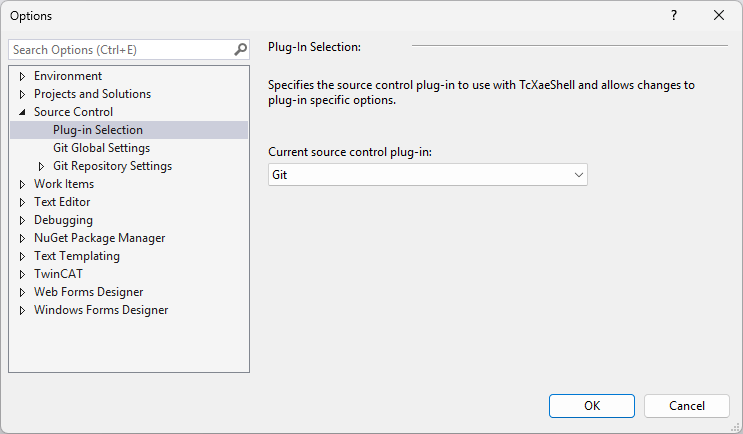 Options
?
Search Options (Ctrl+E)
Environment
Projects and Solutions
Source Control
Plug-in Selection
Git Global Settings
Git Repository Settings
Work Items
Text Editor
Debugging
NuGet Package Manager
Text Templating
TwinCAT
Web Forms Designer
Windows Forms Designer
Plug-In Selection:
Specifies the source control plug-in to use with TcXaeShell and allows changes to
plug-in specific options.
Current source control plug-in:
Git
OK
Cancel